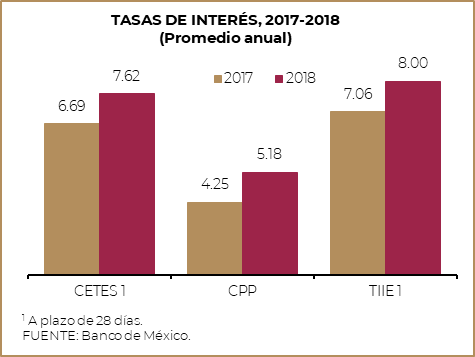 TASAS DE INTERÉS, 2017-2018
(Promedio anual)
2017 2018
6.69 7.62 4.25 5.18 7.06 8.00
CETES 1 CPP TIIE 1
1 A plazo de 28 días.
FUENTE: Banco de México.